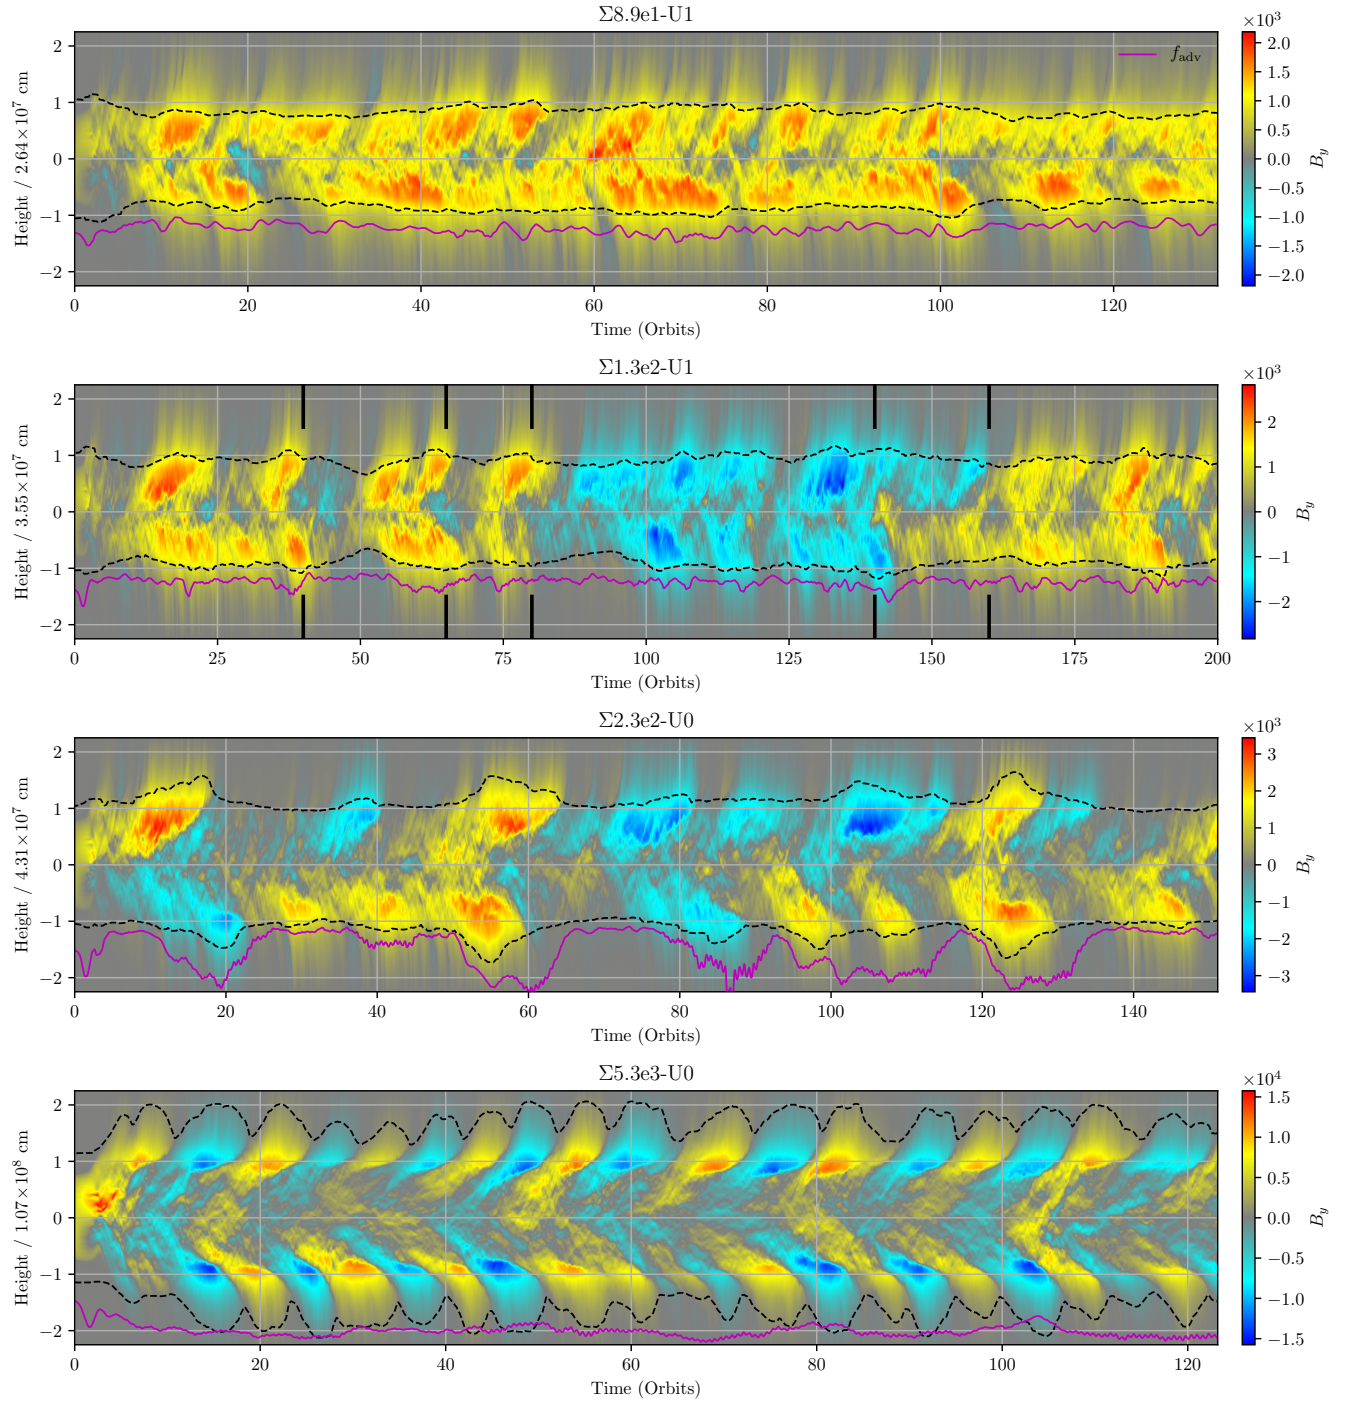 Σ8.9e1-U1
×10³
2
1
0
−1
−2
Height / 2.64×10⁷ cm
f_adv
2.0
1.5
1.0
0.5
0.0
−0.5
−1.0
−1.5
−2.0
B_y
0 20 40 60 80 100 120
Time (Orbits)
Σ1.3e2-U1
×10³
2
1
0
−1
−2
Height / 3.55×10⁷ cm
2
1
0
−1
−2
B_y
0 25 50 75 100 125 150 175 200
Time (Orbits)
Σ2.3e2-U0
×10³
2
1
0
−1
−2
Height / 4.31×10⁷ cm
3
2
1
0
−1
−2
−3
B_y
0 20 40 60 80 100 120 140
Time (Orbits)
Σ5.3e3-U0
×10⁴
2
1
0
−1
−2
Height / 1.07×10⁸ cm
1.5
1.0
0.5
0.0
−0.5
−1.0
−1.5
B_y
0 20 40 60 80 100 120
Time (Orbits)